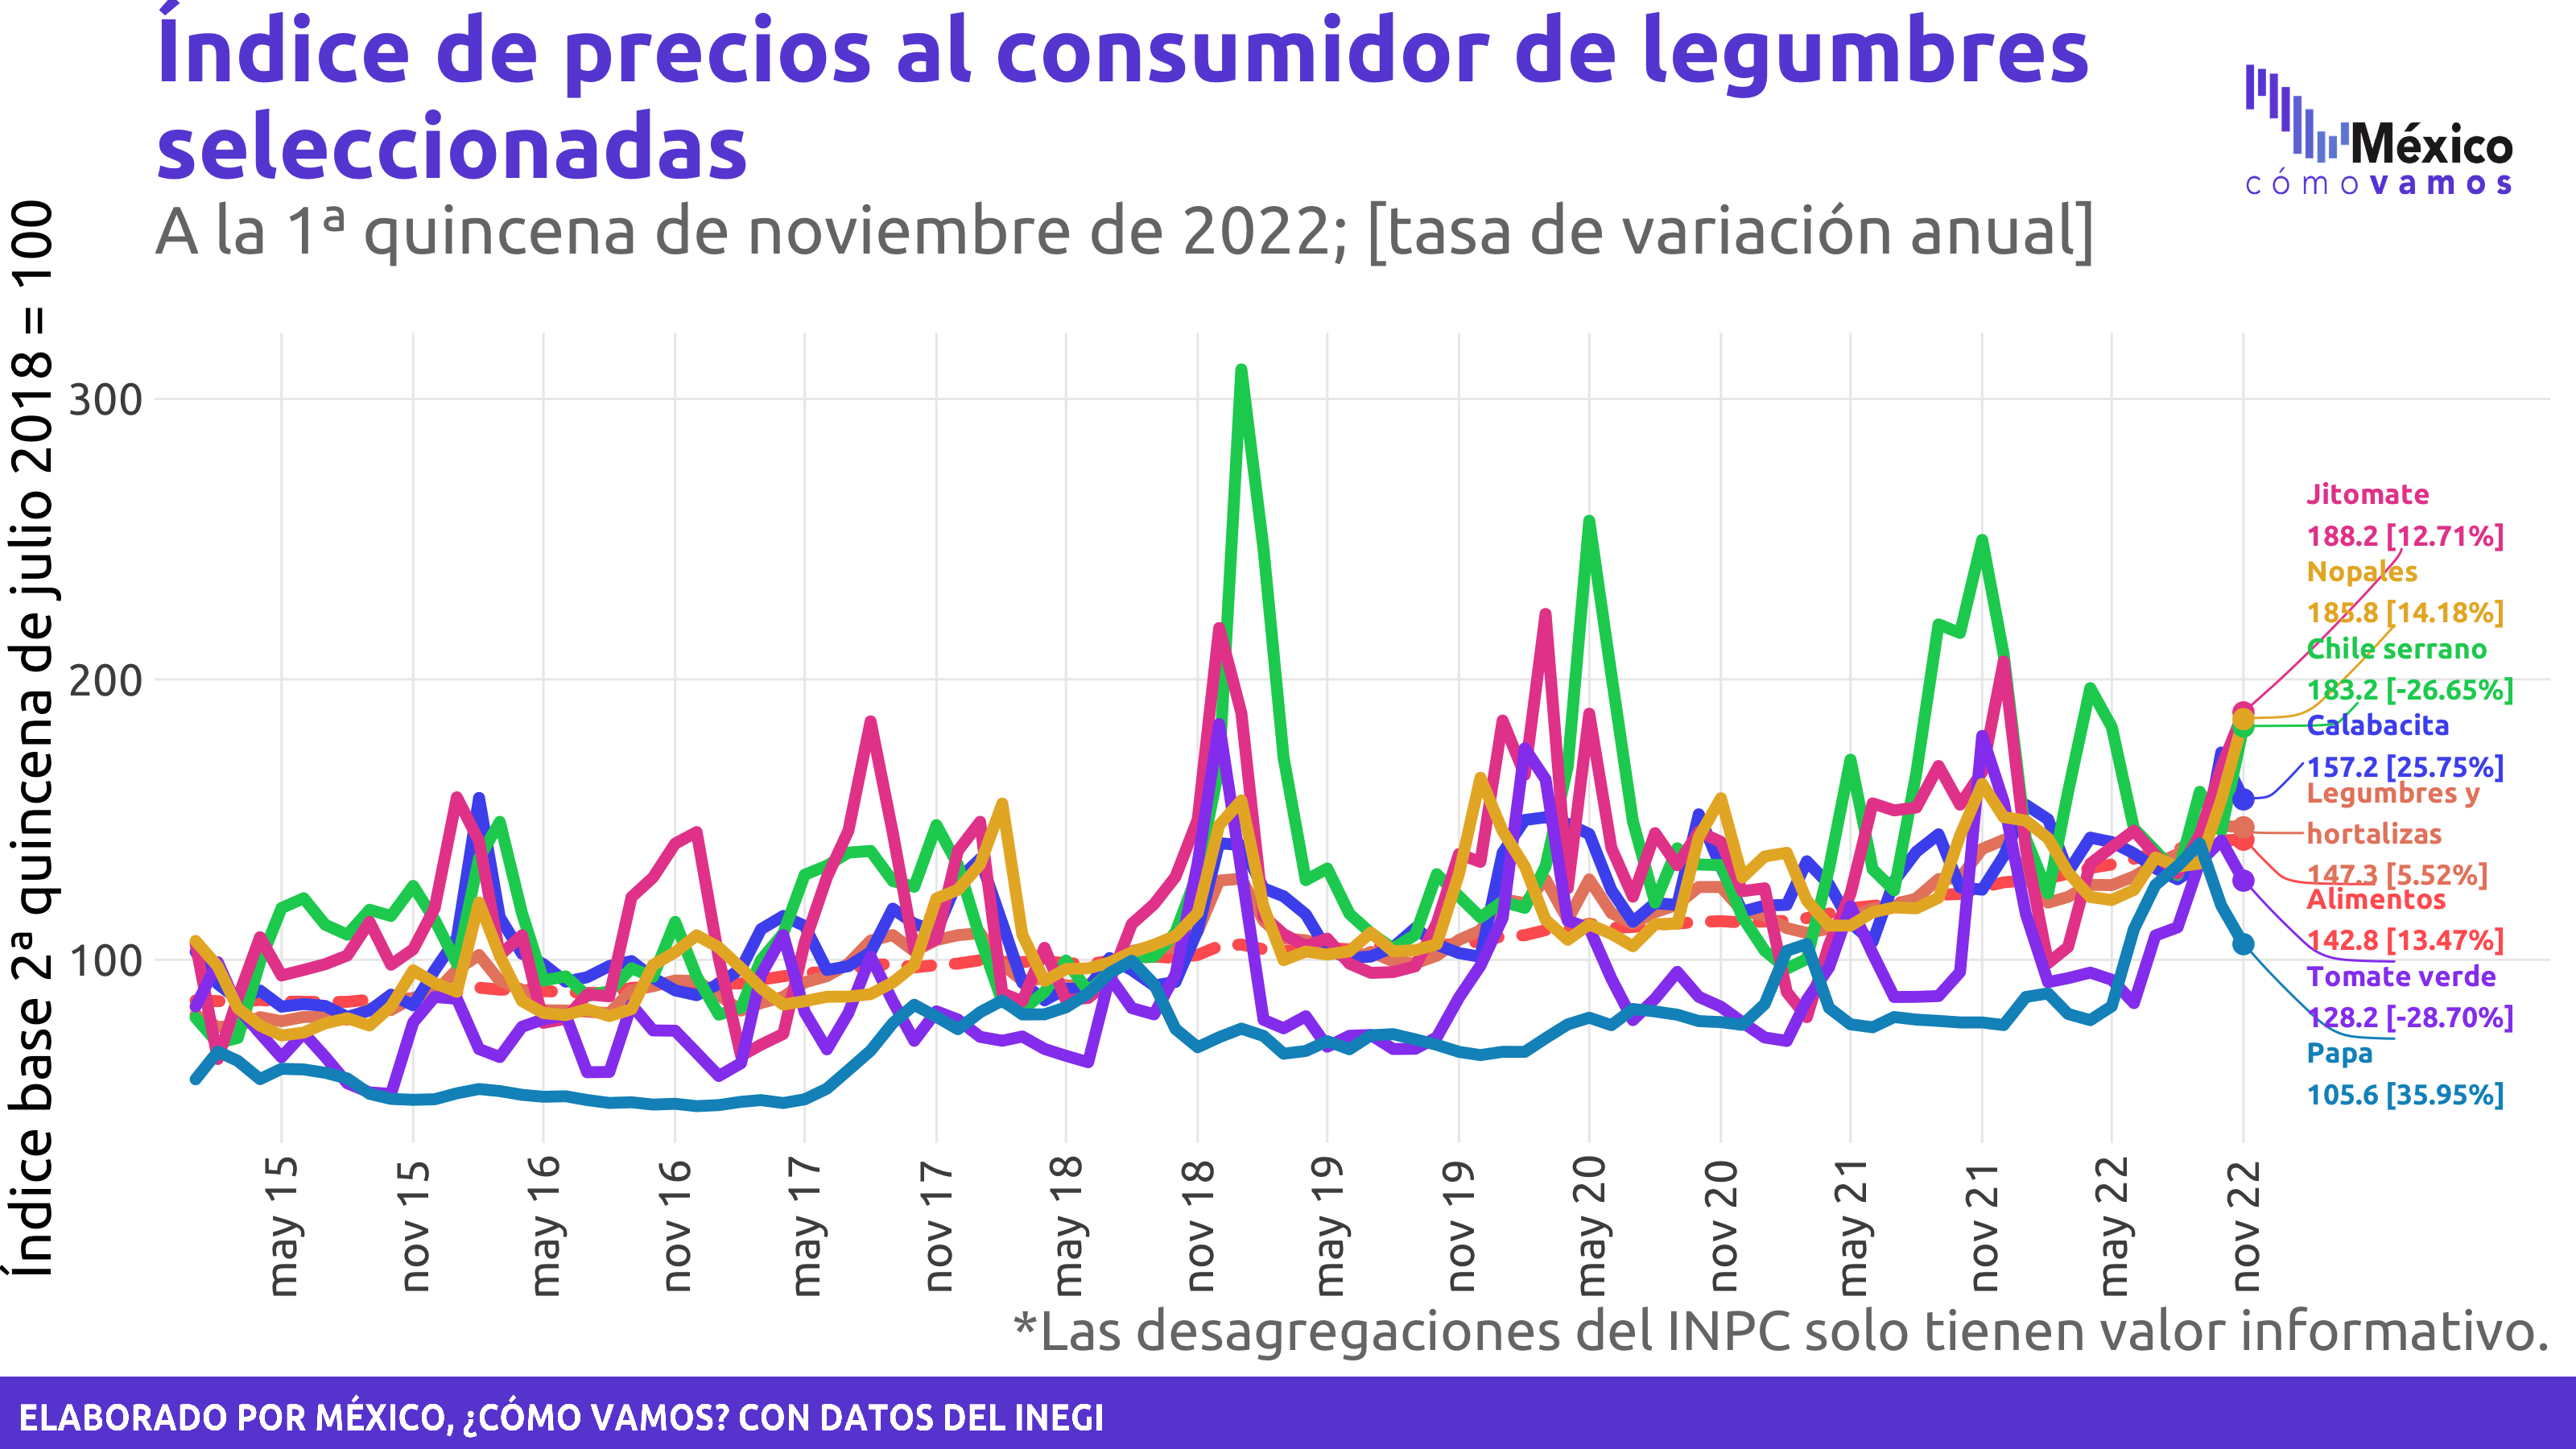 Índice de precios al consumidor de legumbres
seleccionadas
A la 1ª quincena de noviembre de 2022; [tasa de variación anual]
México
cómo vamos
Índice base 2ª quincena de julio 2018 = 100
300
200
100
Jitomate
188.2 [12.71%]
Nopales
185.8 [14.18%]
Chile serrano
183.2 [-26.65%]
Calabacita
157.2 [25.75%]
Legumbres y
hortalizas
147.3 [5.52%]
Alimentos
142.8 [13.47%]
Tomate verde
128.2 [-28.70%]
Papa
105.6 [35.95%]
may 15
nov 15
may 16
nov 16
may 17
nov 17
may 18
nov 18
may 19
nov 19
may 20
nov 20
may 21
nov 21
may 22
nov 22
*Las desagregaciones del INPC solo tienen valor informativo.
ELABORADO POR MÉXICO, ¿CÓMO VAMOS? CON DATOS DEL INEGI